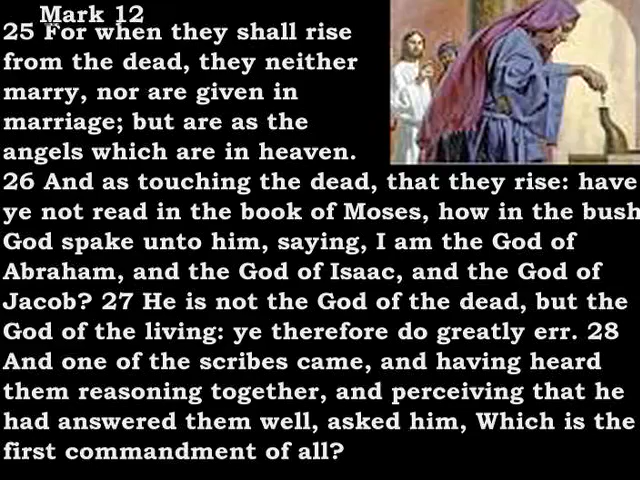 Mark 12
25 For when they shall rise
from the dead, they neither
marry, nor are given in
marriage; but are as the
angels which are in heaven.
26 And as touching the dead, that they rise: have
ye not read in the book of Moses, how in the bush
God spake unto him, saying, I am the God of
Abraham, and the God of Isaac, and the God of
Jacob? 27 He is not the God of the dead, but the
God of the living: ye therefore do greatly err. 28
And one of the scribes came, and having heard
them reasoning together, and perceiving that he
had answered them well, asked him, Which is the
first commandment of all?